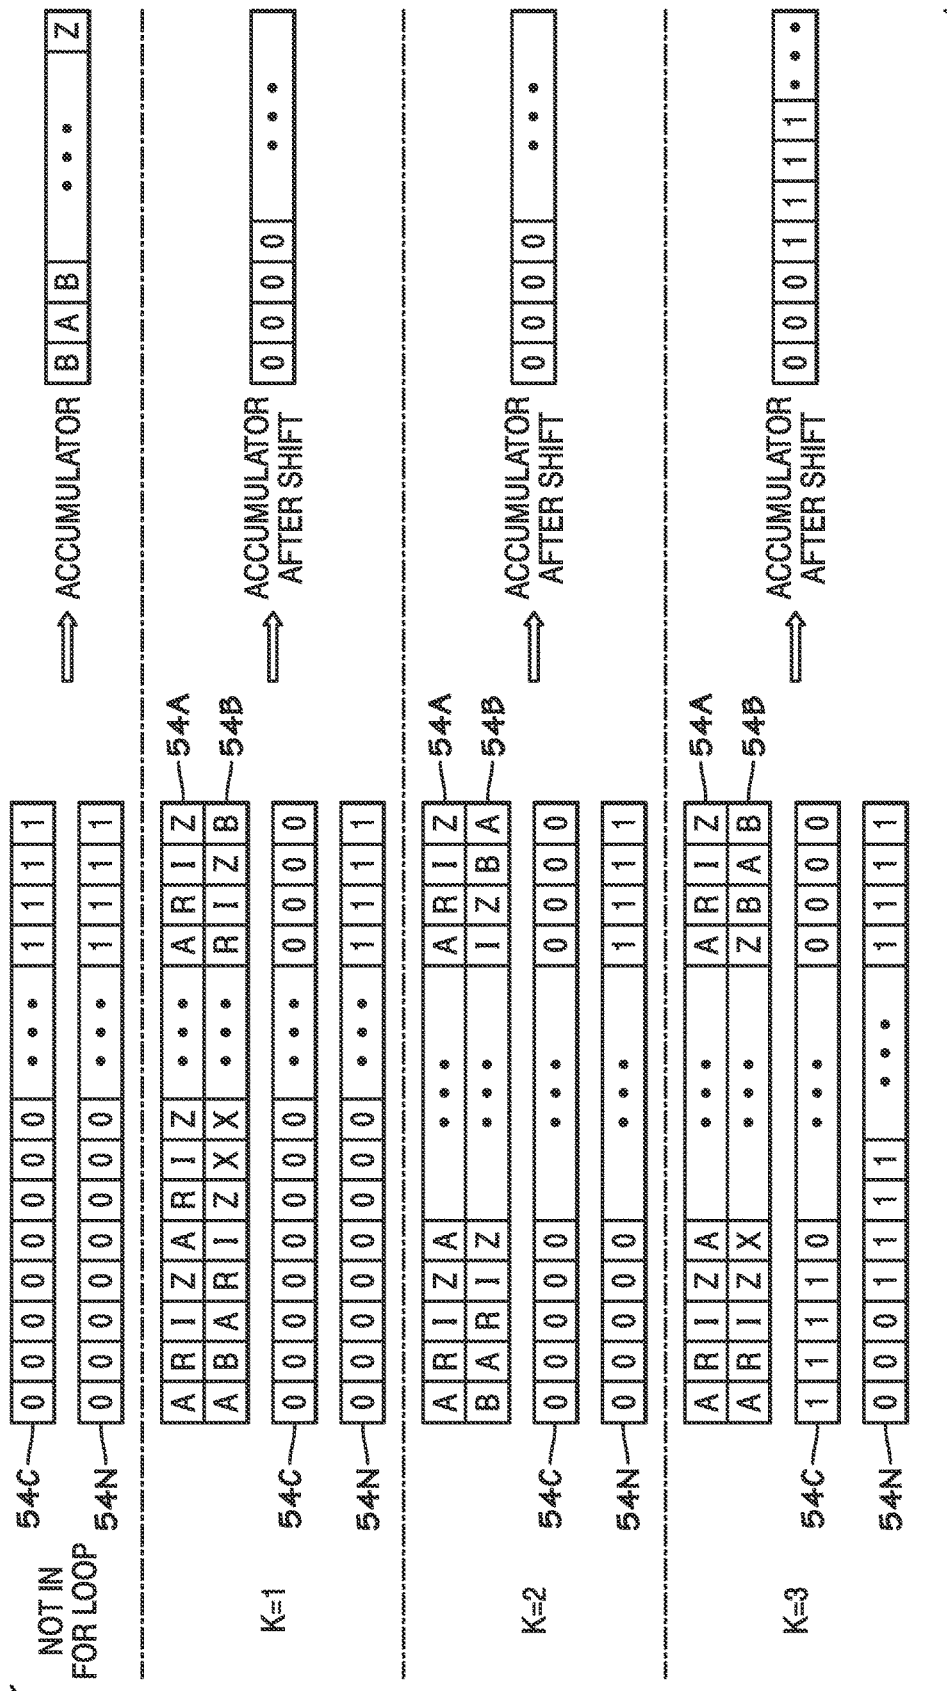 NOT IN
FOR LOOP
54C 0 0 0 0 0 0 0 0 • • • 1 1 1 1
54N 0 0 0 0 0 0 0 0 • • • 1 1 1 1
ACCUMULATOR B A B • • • Z
K=1
A R I Z A R I Z • • • A R I Z 54A
A B A R I Z X X • • • R I Z B 54B
54C 0 0 0 0 0 0 0 0 • • • 0 0 0 0
54N 0 0 0 0 0 0 0 0 • • • 1 1 1 1
ACCUMULATOR
AFTER SHIFT
0 0 0 0 • • •
K=2
A R I Z A • • • A R I Z 54A
B A R I Z • • • I Z B A 54B
54C 0 0 0 0 0 • • • 0 0 0 0
54N 0 0 0 0 0 • • • 1 1 1 1
ACCUMULATOR
AFTER SHIFT
0 0 0 0 • • •
K=3
A R I Z A • • • A R I Z 54A
A R I Z X • • • Z B A B 54B
54C 1 1 1 1 0 • • • 0 0 0 0
54N 0 0 0 1 1 1 1 • • • 1 1 1 1
ACCUMULATOR
AFTER SHIFT
0 0 0 1 1 1 1 • • •